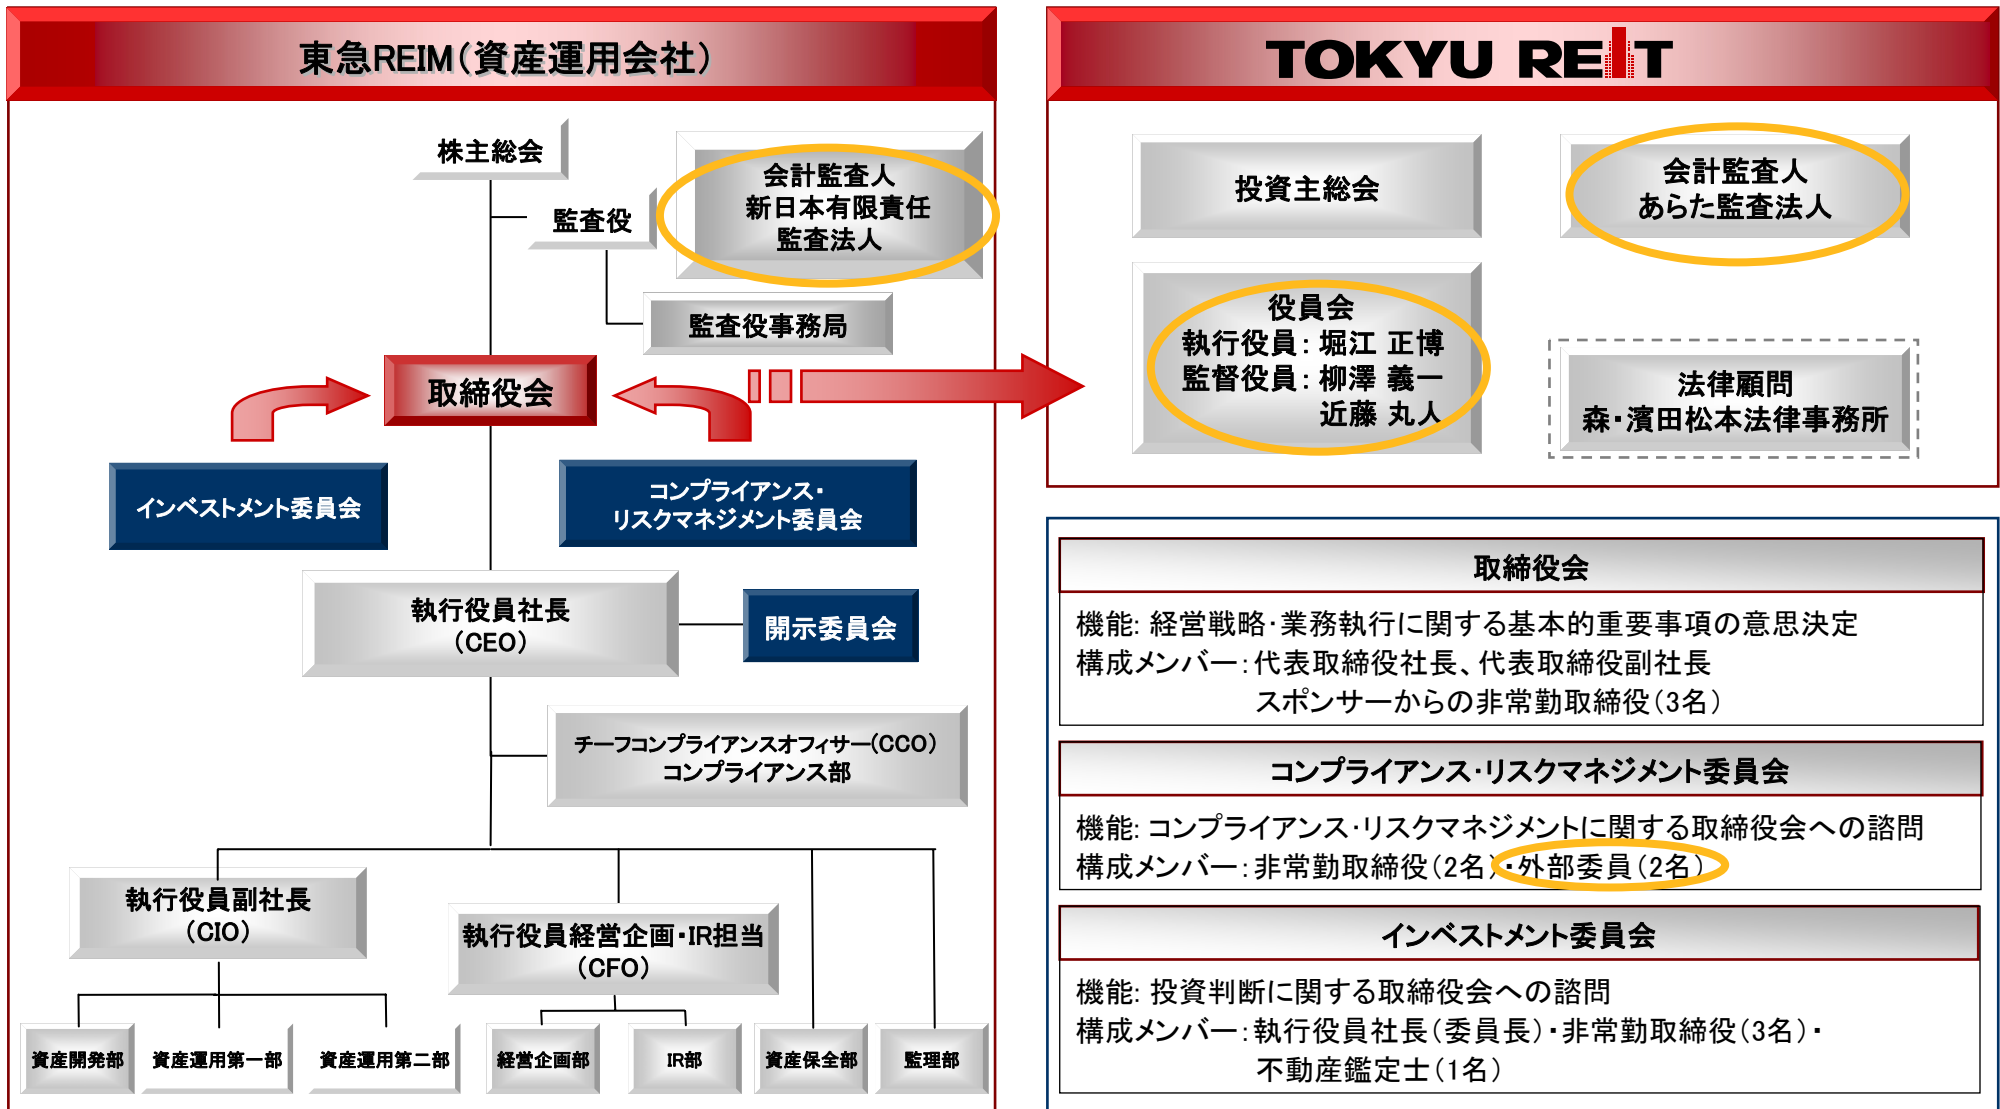 東急REIM(資産運用会社)
株主総会
監査役
会計監査人
新日本有限責任
監査法人
監査役事務局
取締役会
インベストメント委員会
コンプライアンス・
リスクマネジメント委員会
執行役員社長
(CEO)
開示委員会
チーフコンプライアンスオフィサー(CCO)
コンプライアンス部
執行役員副社長
(CIO)
執行役員経営企画・IR担当
(CFO)
資産開発部
資産運用第一部
資産運用第二部
経営企画部
IR部
資産保全部
監理部
TOKYU REIT
投資主総会
会計監査人
あらた監査法人
役員会
執行役員:堀江 正博
監督役員:柳澤 義一
近藤 丸人
法律顧問
森・濱田松本法律事務所
取締役会
機能: 経営戦略・業務執行に関する基本的重要事項の意思決定
構成メンバー:代表取締役社長、代表取締役副社長
スポンサーからの非常勤取締役(3名)
コンプライアンス・リスクマネジメント委員会
機能: コンプライアンス・リスクマネジメントに関する取締役会への諮問
構成メンバー:非常勤取締役(2名)・外部委員(2名)
インベストメント委員会
機能: 投資判断に関する取締役会への諮問
構成メンバー:執行役員社長(委員長)・非常勤取締役(3名)・
不動産鑑定士(1名)